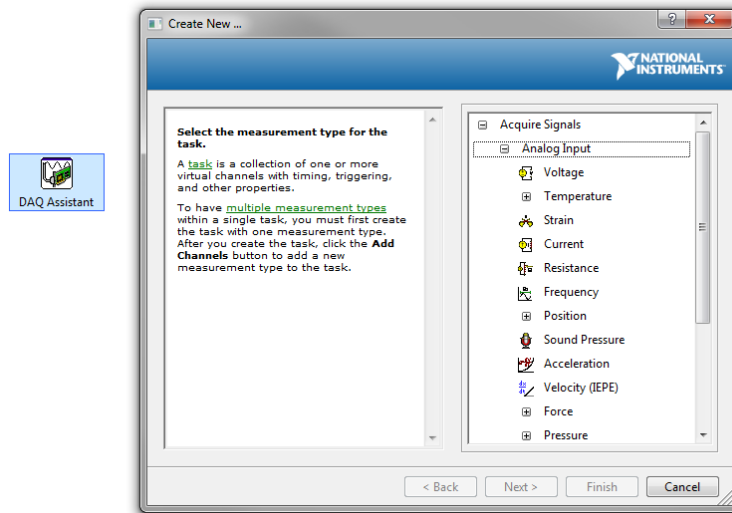 Create New ...
NATIONAL
INSTRUMENTS
DAQ Assistant
Select the measurement type for the
task.
A task is a collection of one or more
virtual channels with timing, triggering,
and other properties.
To have multiple measurement types
within a single task, you must first create
the task with one measurement type.
After you create the task, click the Add
Channels button to add a new
measurement type to the task.
Acquire Signals
Analog Input
Voltage
Temperature
Strain
Current
Resistance
Frequency
Position
Sound Pressure
Acceleration
Velocity (IEPE)
Force
Pressure
< Back
Next >
Finish
Cancel